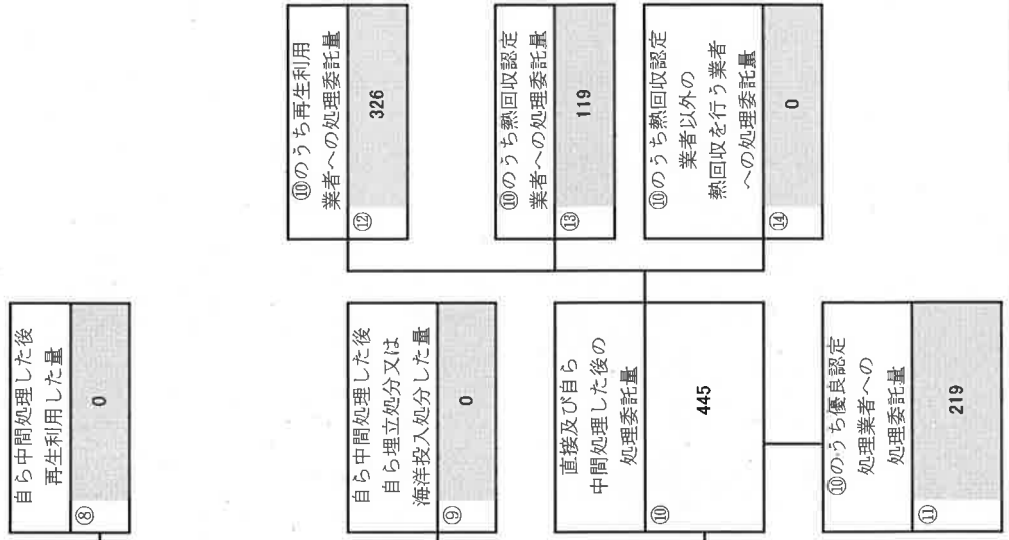 自ら中間処理した後
再生利用した量
⑧
0
自ら中間処理した後
自ら埋立処分又は
海洋投入処分した量
⑨
0
直接及び自ら
中間処理した後の
処理委託量
⑩
445
⑩のうち優良認定
処理業者への
処理委託量
⑪
219
⑩のうち再生利用
業者への処理委託量
⑫
326
⑩のうち熱回収認定
業者への処理委託量
⑬
119
⑩のうち熱回収認定
業者以外の
熱回収を行う業者
への処理委託量
⑭
0